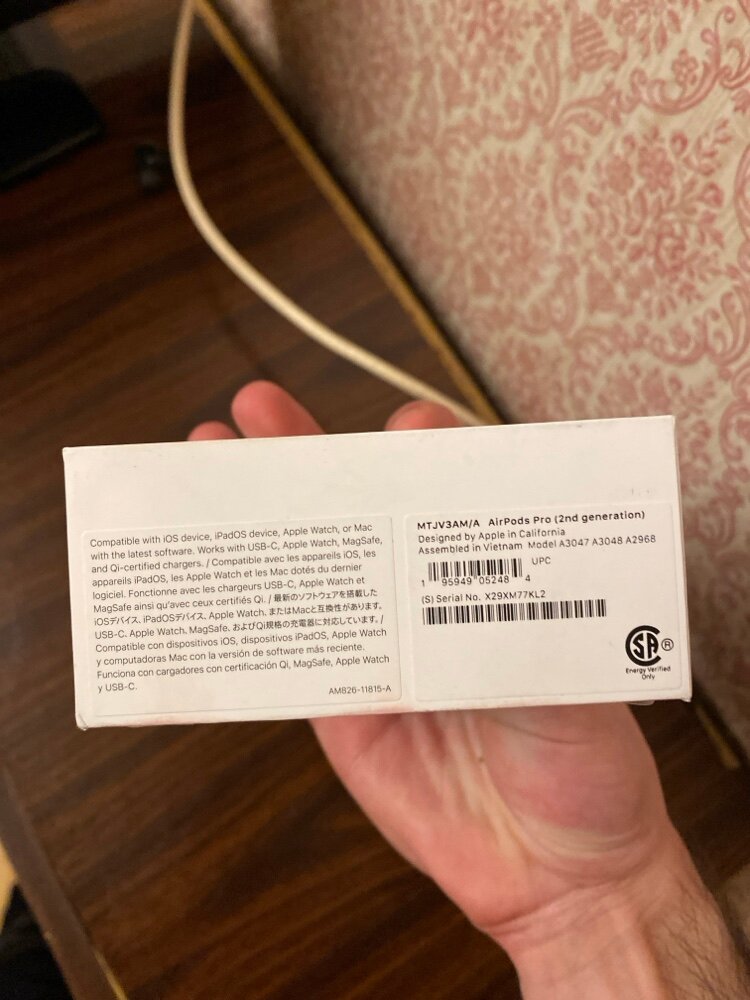 Compatible with iOS device, iPadOS device, Apple Watch, or Mac
with the latest software. Works with USB-C, Apple Watch, MagSafe,
and Qi-certified chargers. / Compatible avec les appareils iOS, les
appareils iPadOS, les Apple Watch et les Mac dotés du dernier
logiciel. Fonctionne avec les chargeurs USB-C, Apple Watch et
MagSafe ainsi qu'avec ceux certifiés Qi. / 最新のソフトウェアを搭載した
iOSデバイス、iPadOSデバイス、Apple Watch、またはMacと互換性があります。
USB-C、Apple Watch、MagSafe、およびQi規格の充電器に対応しています。/
Compatible con dispositivos iOS, dispositivos iPadOS, Apple Watch
y computadoras Mac con la versión de software más reciente.
Funciona con cargadores con certificación Qi, MagSafe, Apple Watch
y USB-C.
AM826-11815-A
MTJV3AM/A AirPods Pro (2nd generation)
Designed by Apple in California
Assembled in Vietnam Model A3047 A3048 A2968
UPC
1 95949 05248 4
(S) Serial No. X29XM77KL2
SA ®
Energy Verified
Only